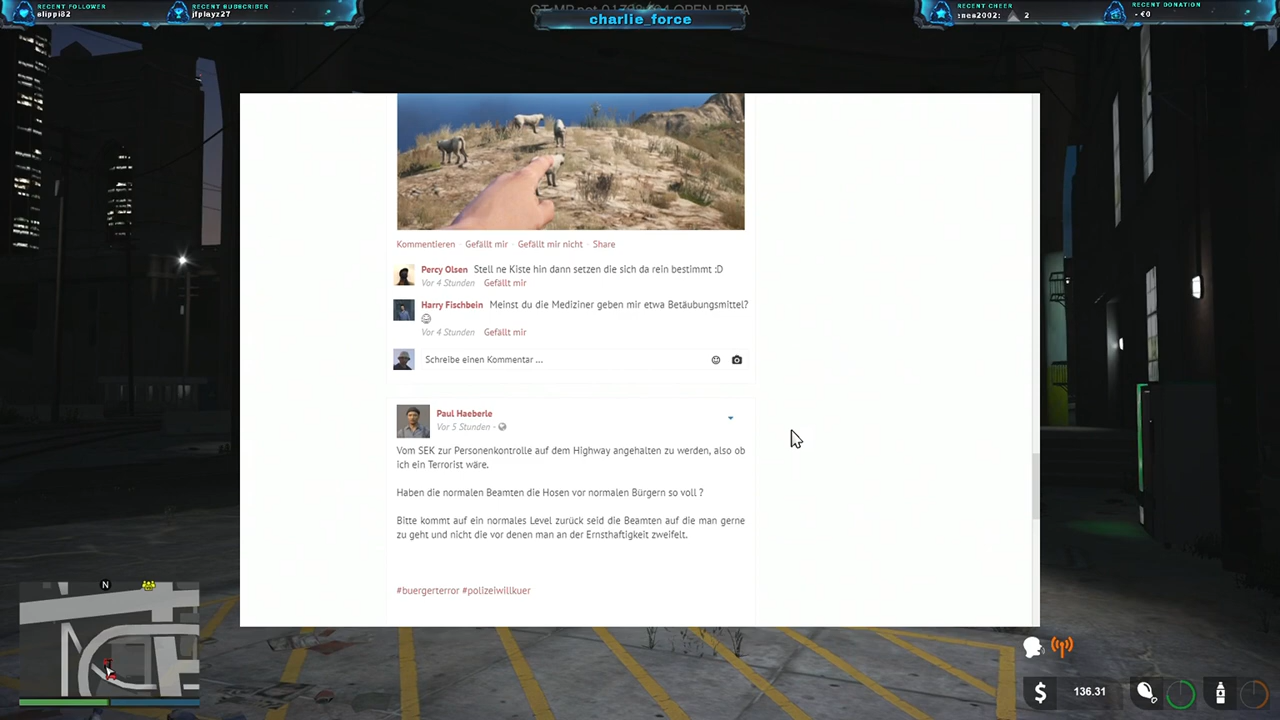 RECENT FOLLOWER
slippi82
RECENT SUBSCRIBER
jfplayz27
charlie_force
RECENT CHEER
2
RECENT DONATION
- €0
Kommentieren · Gefällt mir · Gefällt mir nicht · Share
Percy Olsen Stell ne Kiste hin dann setzen die sich da rein bestimmt :D
Vor 4 Stunden Gefällt mir
Harry Fischbein Meinst du die Mediziner geben mir etwa Betäubungsmittel?
Vor 4 Stunden Gefällt mir
Schreibe einen Kommentar ...
Paul Haeberle
Vor 5 Stunden -
Vom SEK zur Personenkontrolle auf dem Highway angehalten zu werden, also ob
ich ein Terrorist wäre.
Haben die normalen Beamten die Hosen vor normalen Bürgern so voll ?
Bitte kommt auf ein normales Level zurück seid die Beamten auf die man gerne
zu geht und nicht die vor denen man an der Ernsthaftigkeit zweifelt.
#buergerterror #polizeiwillkuer
N
$ 136.31